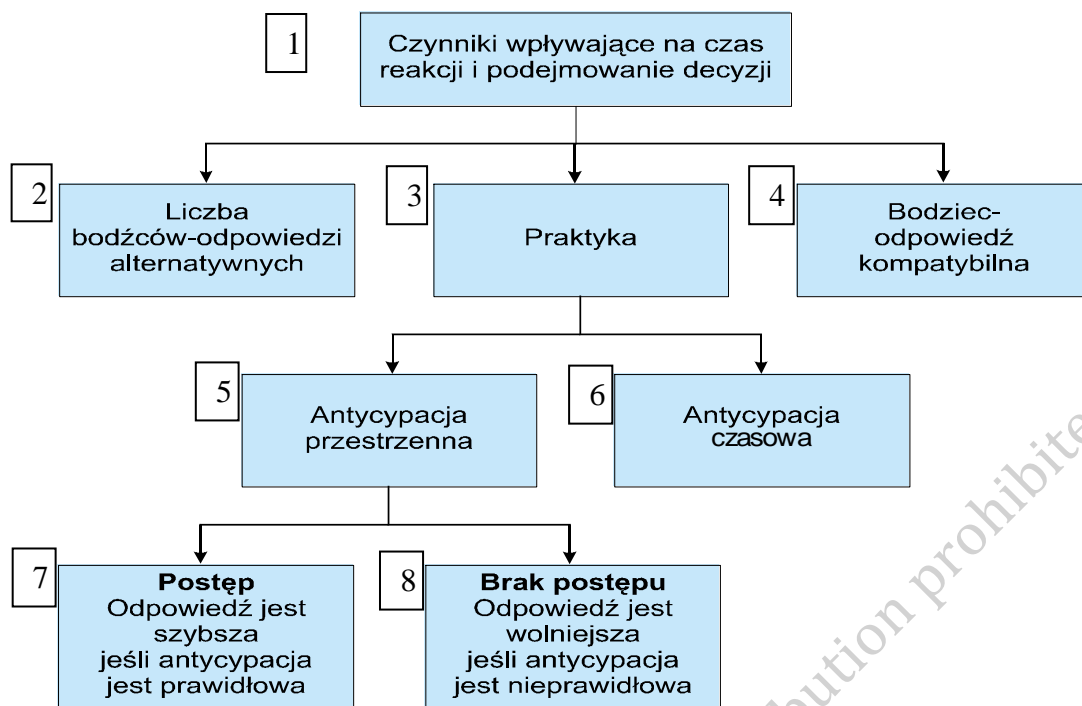 1
Czynniki wpływające na czas
reakcji i podejmowanie decyzji
2
Liczba
bodźców-odpowiedzi
alternatywnych
3
Praktyka
4
Bodziec-
odpowiedź
kompatybilna
5
Antycypacja
przestrzenna
6
Antycypacja
czasowa
7
Postęp
Odpowiedź jest
szybsza
jeśli antycypacja
jest prawidłowa
8
Brak postępu
Odpowiedź jest
wolniejsza
jeśli antycypacja
jest nieprawidłowa